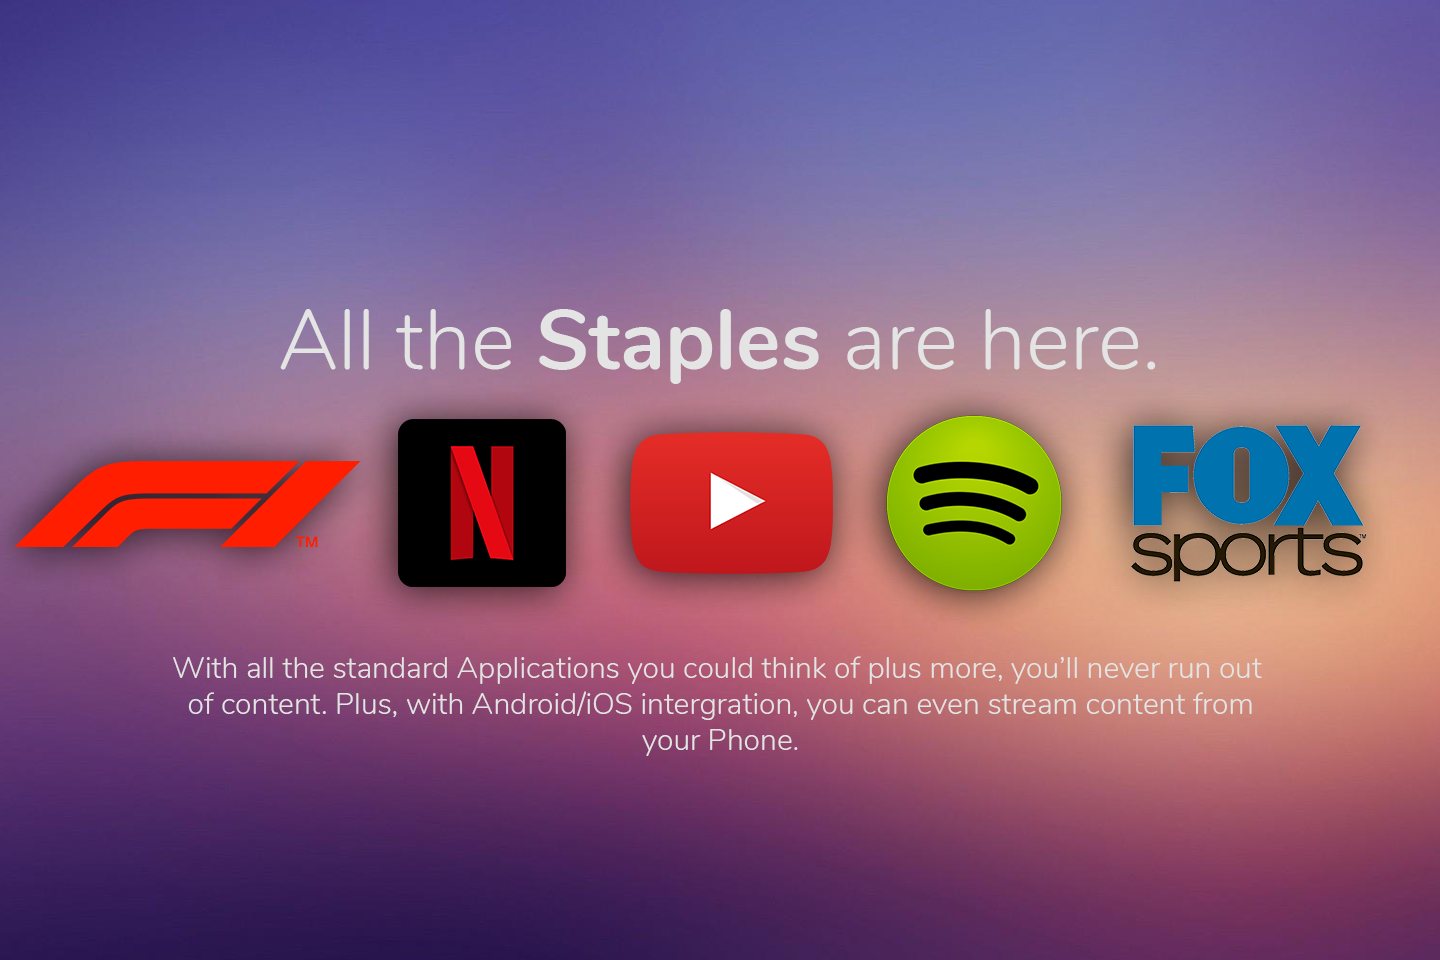 All the Staples are here.
F1 TM
N
FOX
sports TM
With all the standard Applications you could think of plus more, you’ll never run out
of content. Plus, with Android/iOS intergration, you can even stream content from
your Phone.